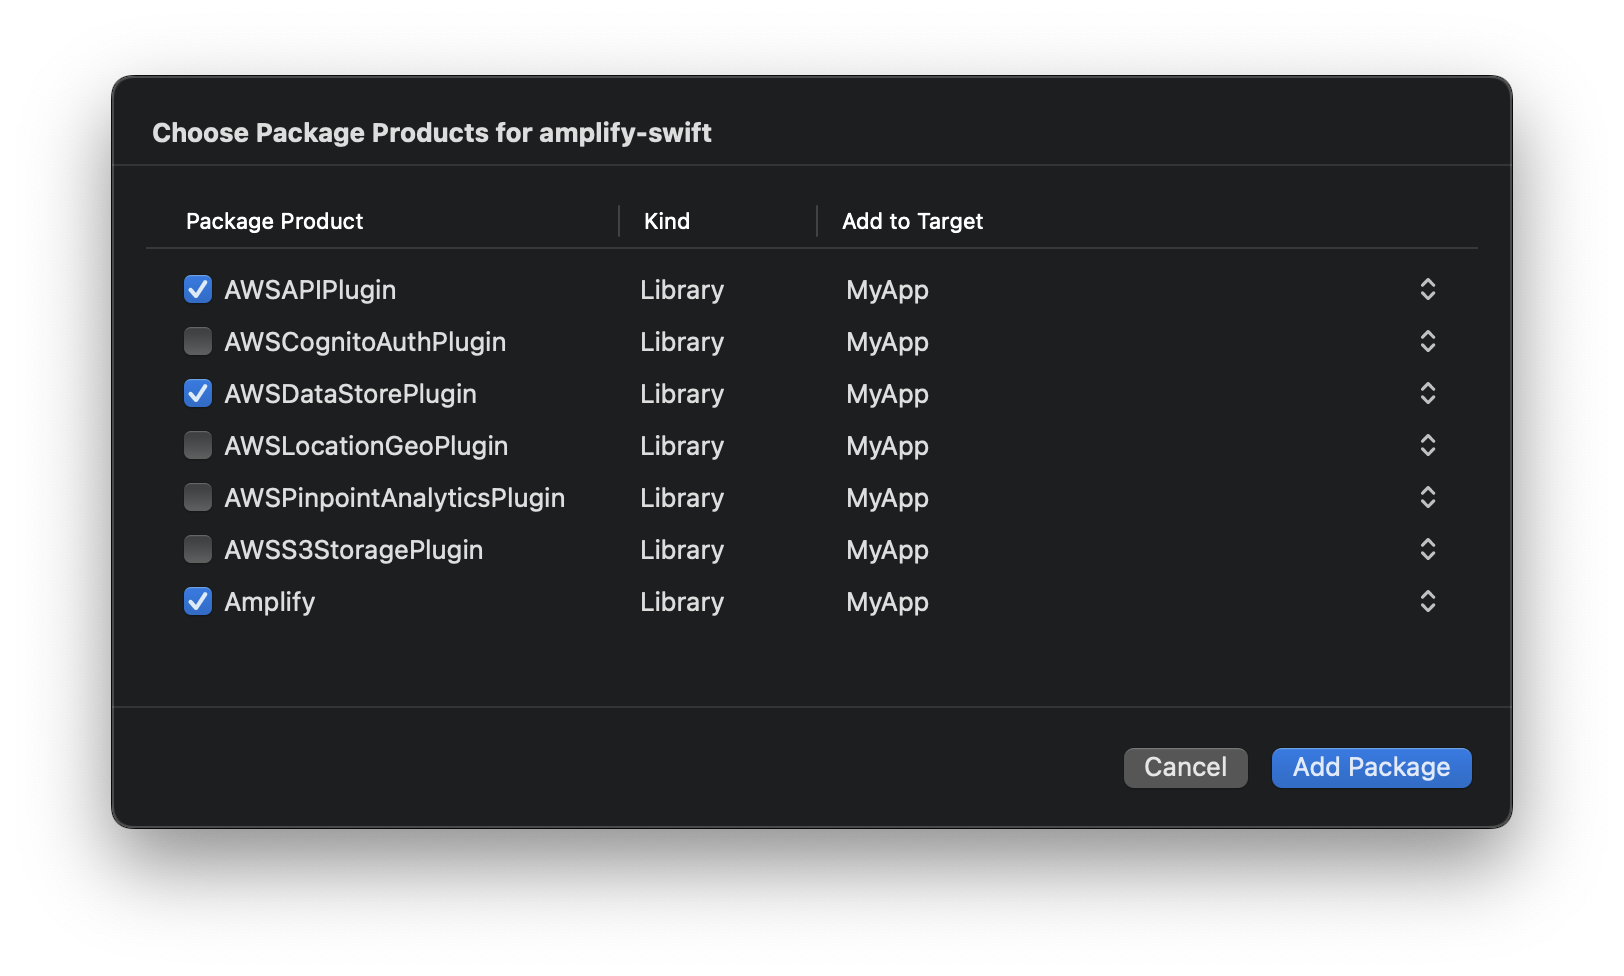 Choose Package Products for amplify-swift
Package Product Kind Add to Target
AWSAPIPlugin Library MyApp
AWSCognitoAuthPlugin Library MyApp
AWSDataStorePlugin Library MyApp
AWSLocationGeoPlugin Library MyApp
AWSPinpointAnalyticsPlugin Library MyApp
AWSS3StoragePlugin Library MyApp
Amplify Library MyApp
Cancel Add Package